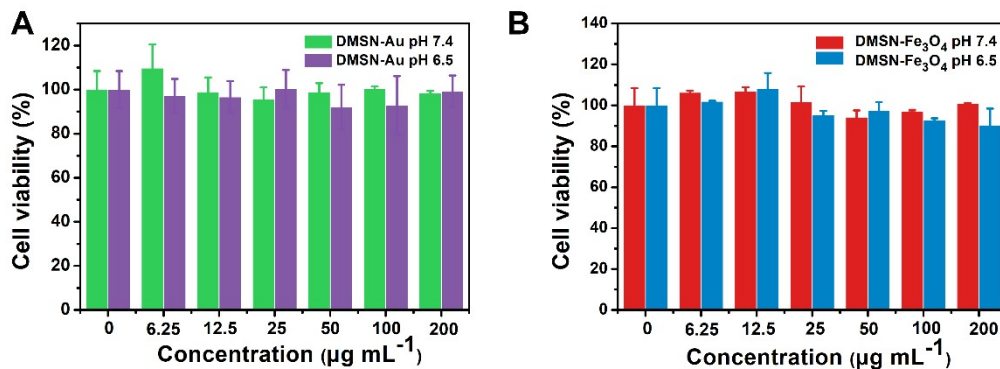 A
DMSN-Au pH 7.4
DMSN-Au pH 6.5
Cell viability (%)
120
100
80
60
40
20
0
0 6.25 12.5 25 50 100 200
Concentration (µg mL⁻¹)
B
DMSN-Fe₃O₄ pH 7.4
DMSN-Fe₃O₄ pH 6.5
Cell viability (%)
140
120
100
80
60
40
20
0
0 6.25 12.5 25 50 100 200
Concentration (µg mL⁻¹)